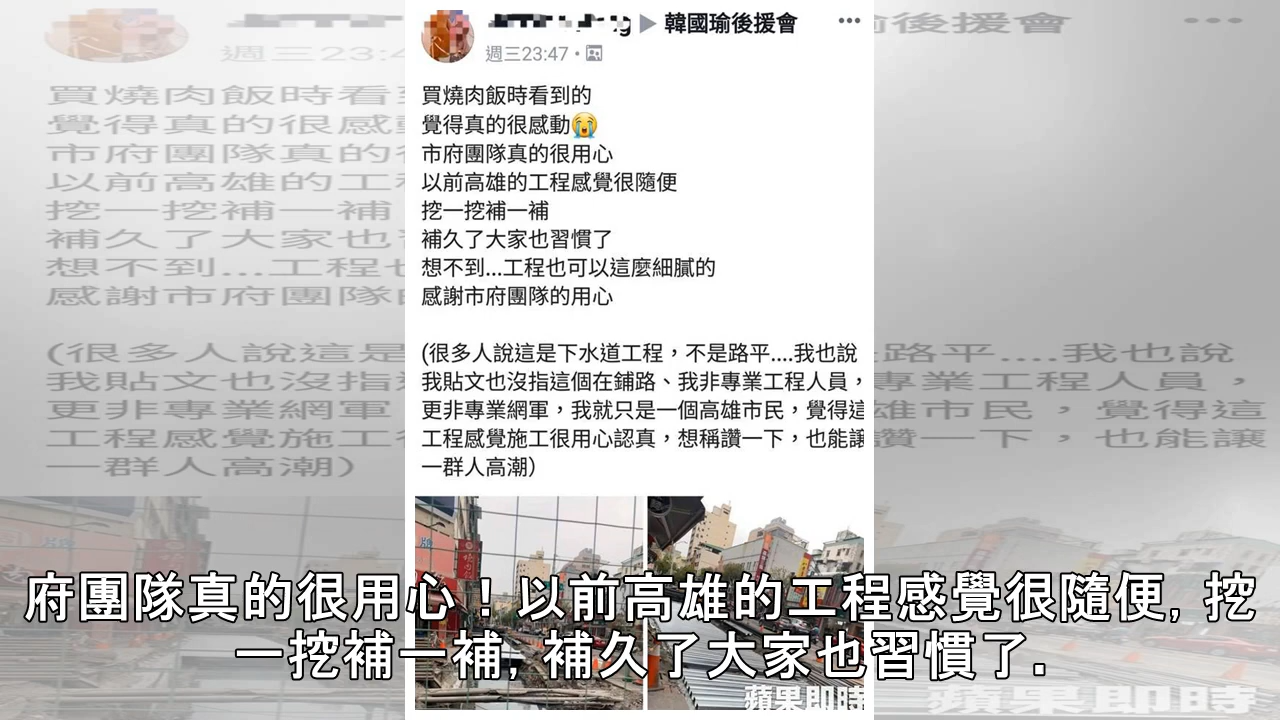 韓國瑜後援會
週三23:47
買燒肉飯時看到的
覺得真的很感動😭
市府團隊真的很用心
以前高雄的工程感覺很隨便
挖一挖補一補
補久了大家也習慣了
想不到...工程也可以這麼細膩的
感謝市府團隊的用心
(很多人說這是下水道工程，不是路平....我也說
我貼文也沒指這個在鋪路、我非專業工程人員，
更非專業網軍，我就只是一個高雄市民，覺得這
工程感覺施工很用心認真，想稱讚一下，也能讓
一群人高潮)
府團隊真的很用心！以前高雄的工程感覺很隨便, 挖
一挖補一補, 補久了大家也習慣了.
蘋果即時